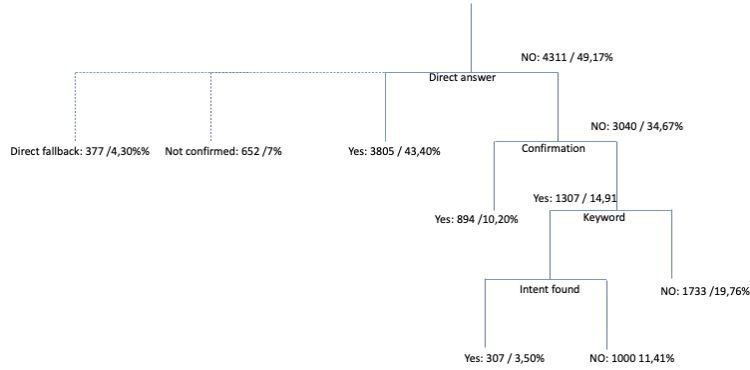 NO: 4311 / 49,17%
Direct answer
NO: 3040 / 34,67%
Direct fallback: 377 /4,30%%
Not confirmed: 652 /7%
Yes: 3805 / 43,40%
Confirmation
Yes: 1307 / 14,91
Yes: 894 /10,20%
Keyword
Intent found
NO: 1733 /19,76%
Yes: 307 / 3,50%
NO: 1000 11,41%